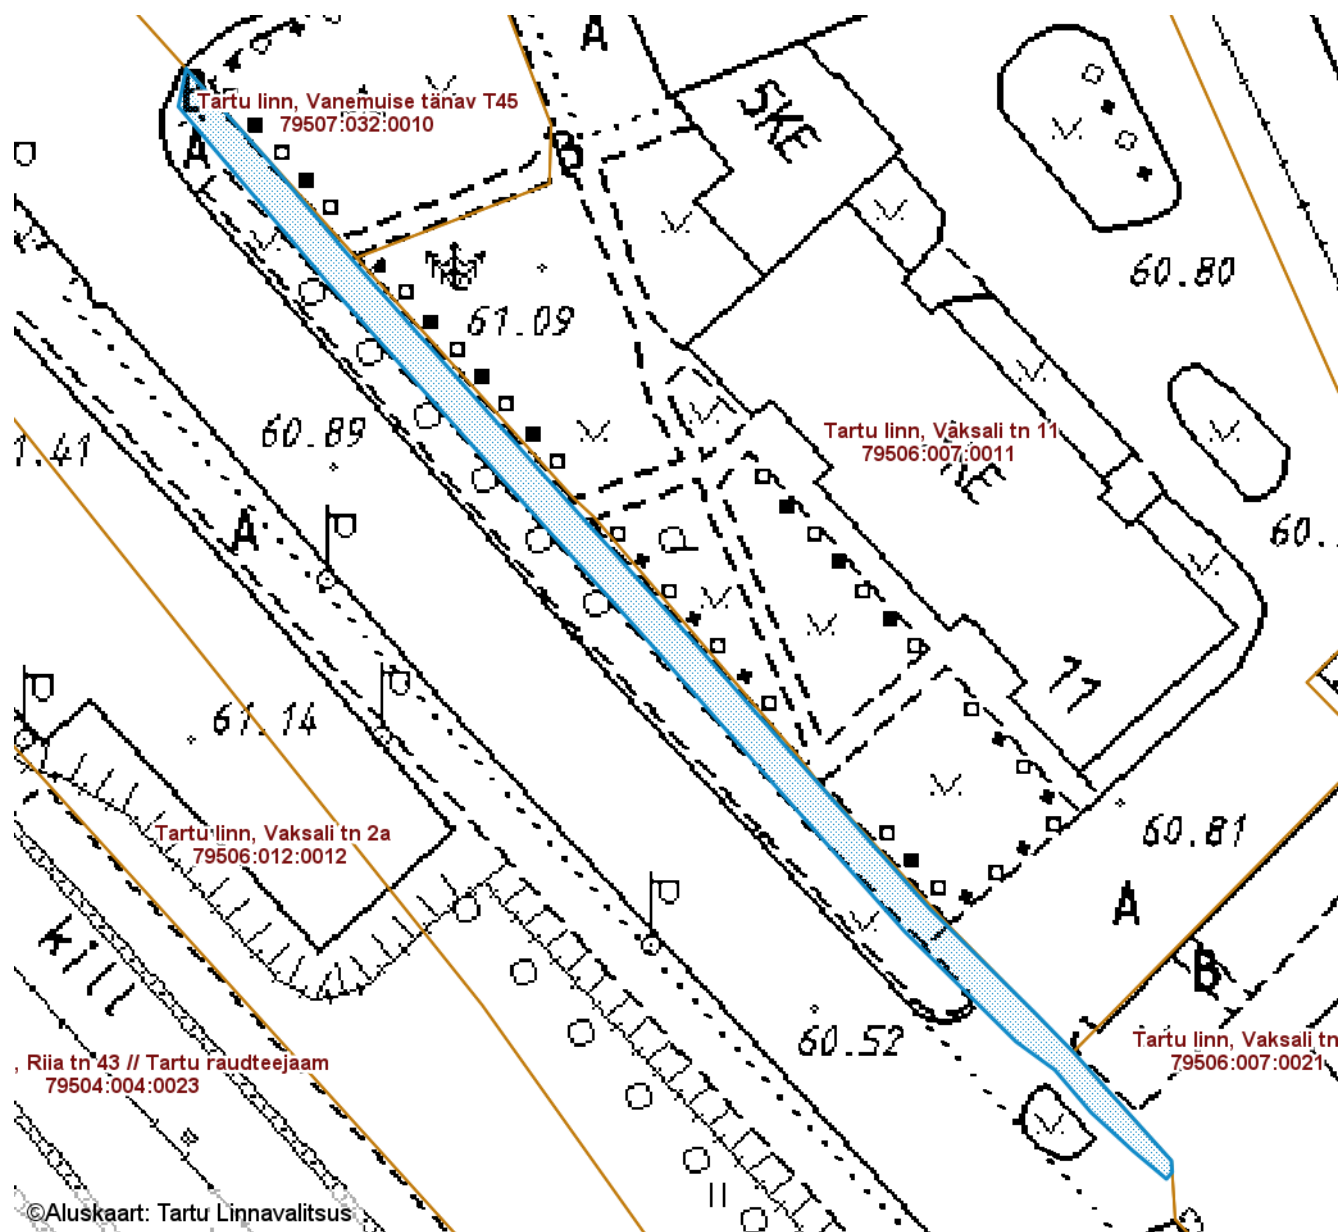 A
Tartu linn, Vanemuise tänav T45
79507:032:0010
SKE
A
B
60.80
61.09
60.89
Tartu linn, Vaksali tn 11
79506:007:0011
1.41
A
60.
11
61.14
60.81
Tartu linn, Vaksali tn 2a
79506:012:0012
A
kill
B
60.52
Tartu linn, Vaksali tn
79506:007:0021
, Riia tn 43 // Tartu raudteejaam
79504:004:0023
©Aluskaart: Tartu Linnavalitsus